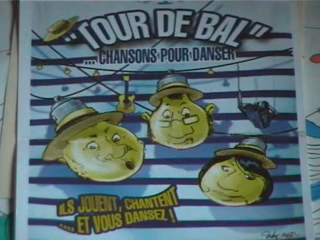 "TOUR DE BAL"
...CHANSONS POUR DANSER
ILS JOUENT, CHANTENT
.... ET VOUS DANSEZ !